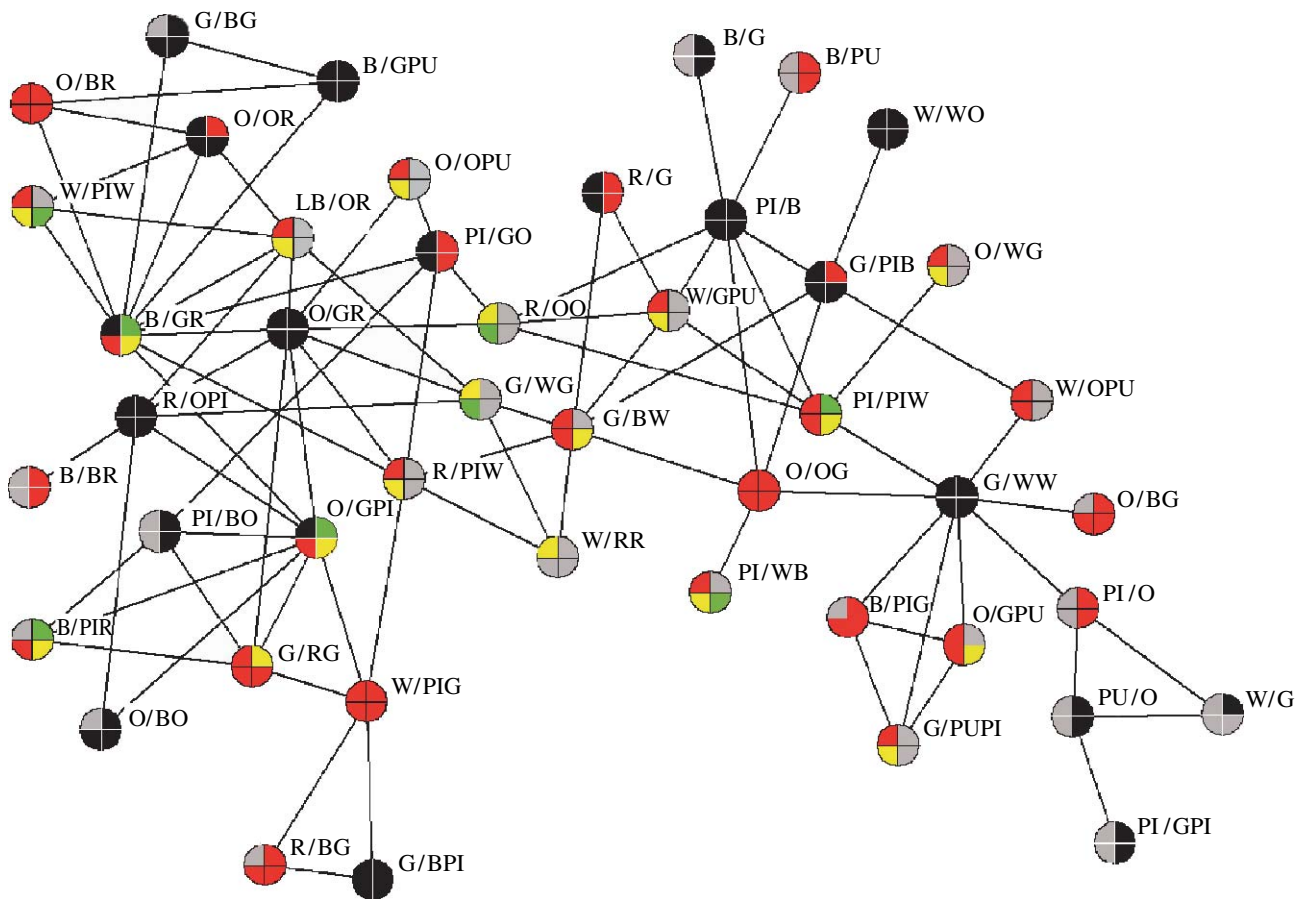 G/BG
B/G
B/PU
B/GPU
O/BR
W/WO
O/OR
O/OPU
R/G
W/PIW
PI/B
LB/OR
PI/GO
O/WG
G/PIB
W/GPU
B/GR
O/GR
R/OO
R/OPI
G/WG
PI/PIW
W/OPU
G/BW
B/BR
R/PIW
O/OG
G/WW
O/BG
PI/BO
O/GPI
W/RR
PI/WB
B/PIG
O/GPU
PI/O
B/PIR
G/RG
W/PIG
PU/O
W/G
O/BO
G/PUPI
PI/GPI
R/BG
G/BPI